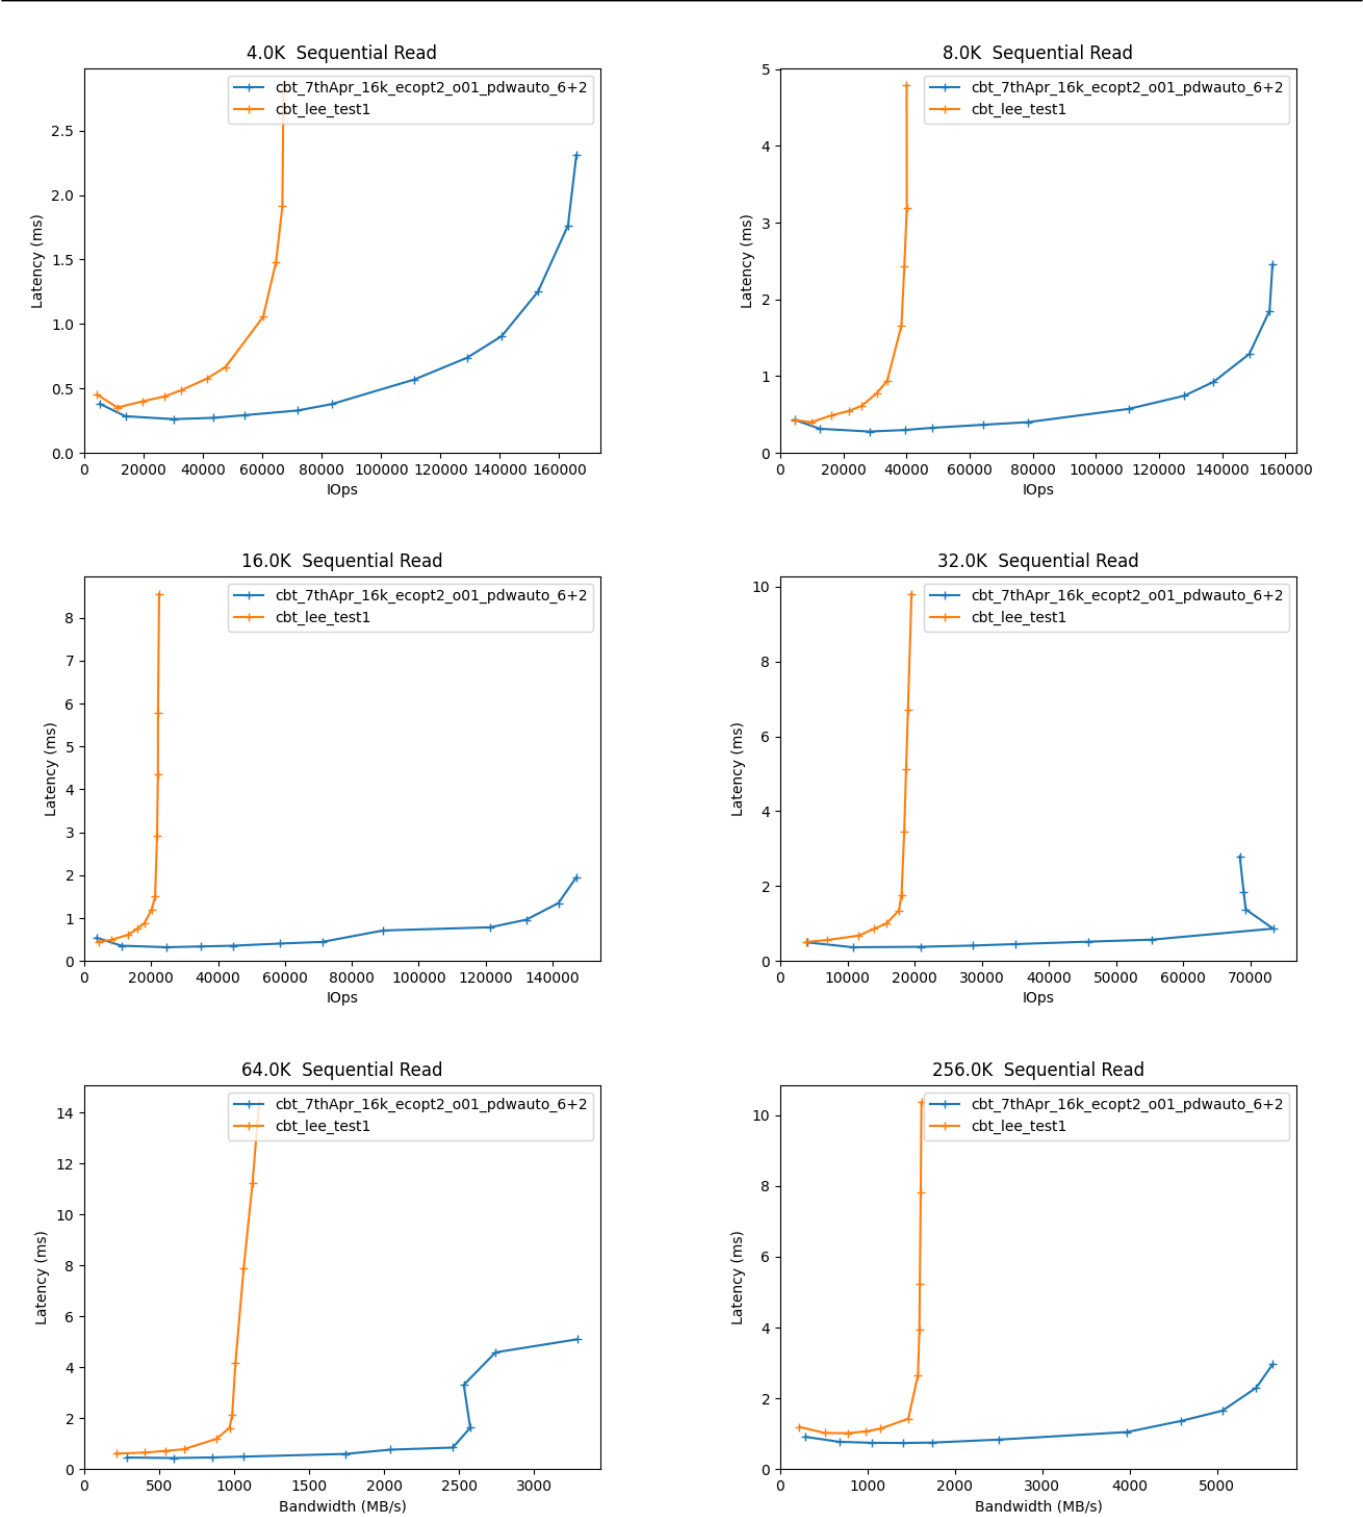 4.0K  Sequential Read
cbt_7thApr_16k_ecopt2_o01_pdwauto_6+2
cbt_lee_test1
2.5
2.0
1.5
1.0
0.5
0.0
Latency (ms)
0 20000 40000 60000 80000 100000 120000 140000 160000
IOps
8.0K  Sequential Read
cbt_7thApr_16k_ecopt2_o01_pdwauto_6+2
cbt_lee_test1
5
4
3
2
1
0
Latency (ms)
0 20000 40000 60000 80000 100000 120000 140000 160000
IOps
16.0K  Sequential Read
cbt_7thApr_16k_ecopt2_o01_pdwauto_6+2
cbt_lee_test1
8
7
6
5
4
3
2
1
0
Latency (ms)
0 20000 40000 60000 80000 100000 120000 140000
IOps
32.0K  Sequential Read
cbt_7thApr_16k_ecopt2_o01_pdwauto_6+2
cbt_lee_test1
10
8
6
4
2
0
Latency (ms)
0 10000 20000 30000 40000 50000 60000 70000
IOps
64.0K  Sequential Read
cbt_7thApr_16k_ecopt2_o01_pdwauto_6+2
cbt_lee_test1
14
12
10
8
6
4
2
0
Latency (ms)
0 500 1000 1500 2000 2500 3000
Bandwidth (MB/s)
256.0K  Sequential Read
cbt_7thApr_16k_ecopt2_o01_pdwauto_6+2
cbt_lee_test1
10
8
6
4
2
0
Latency (ms)
0 1000 2000 3000 4000 5000
Bandwidth (MB/s)